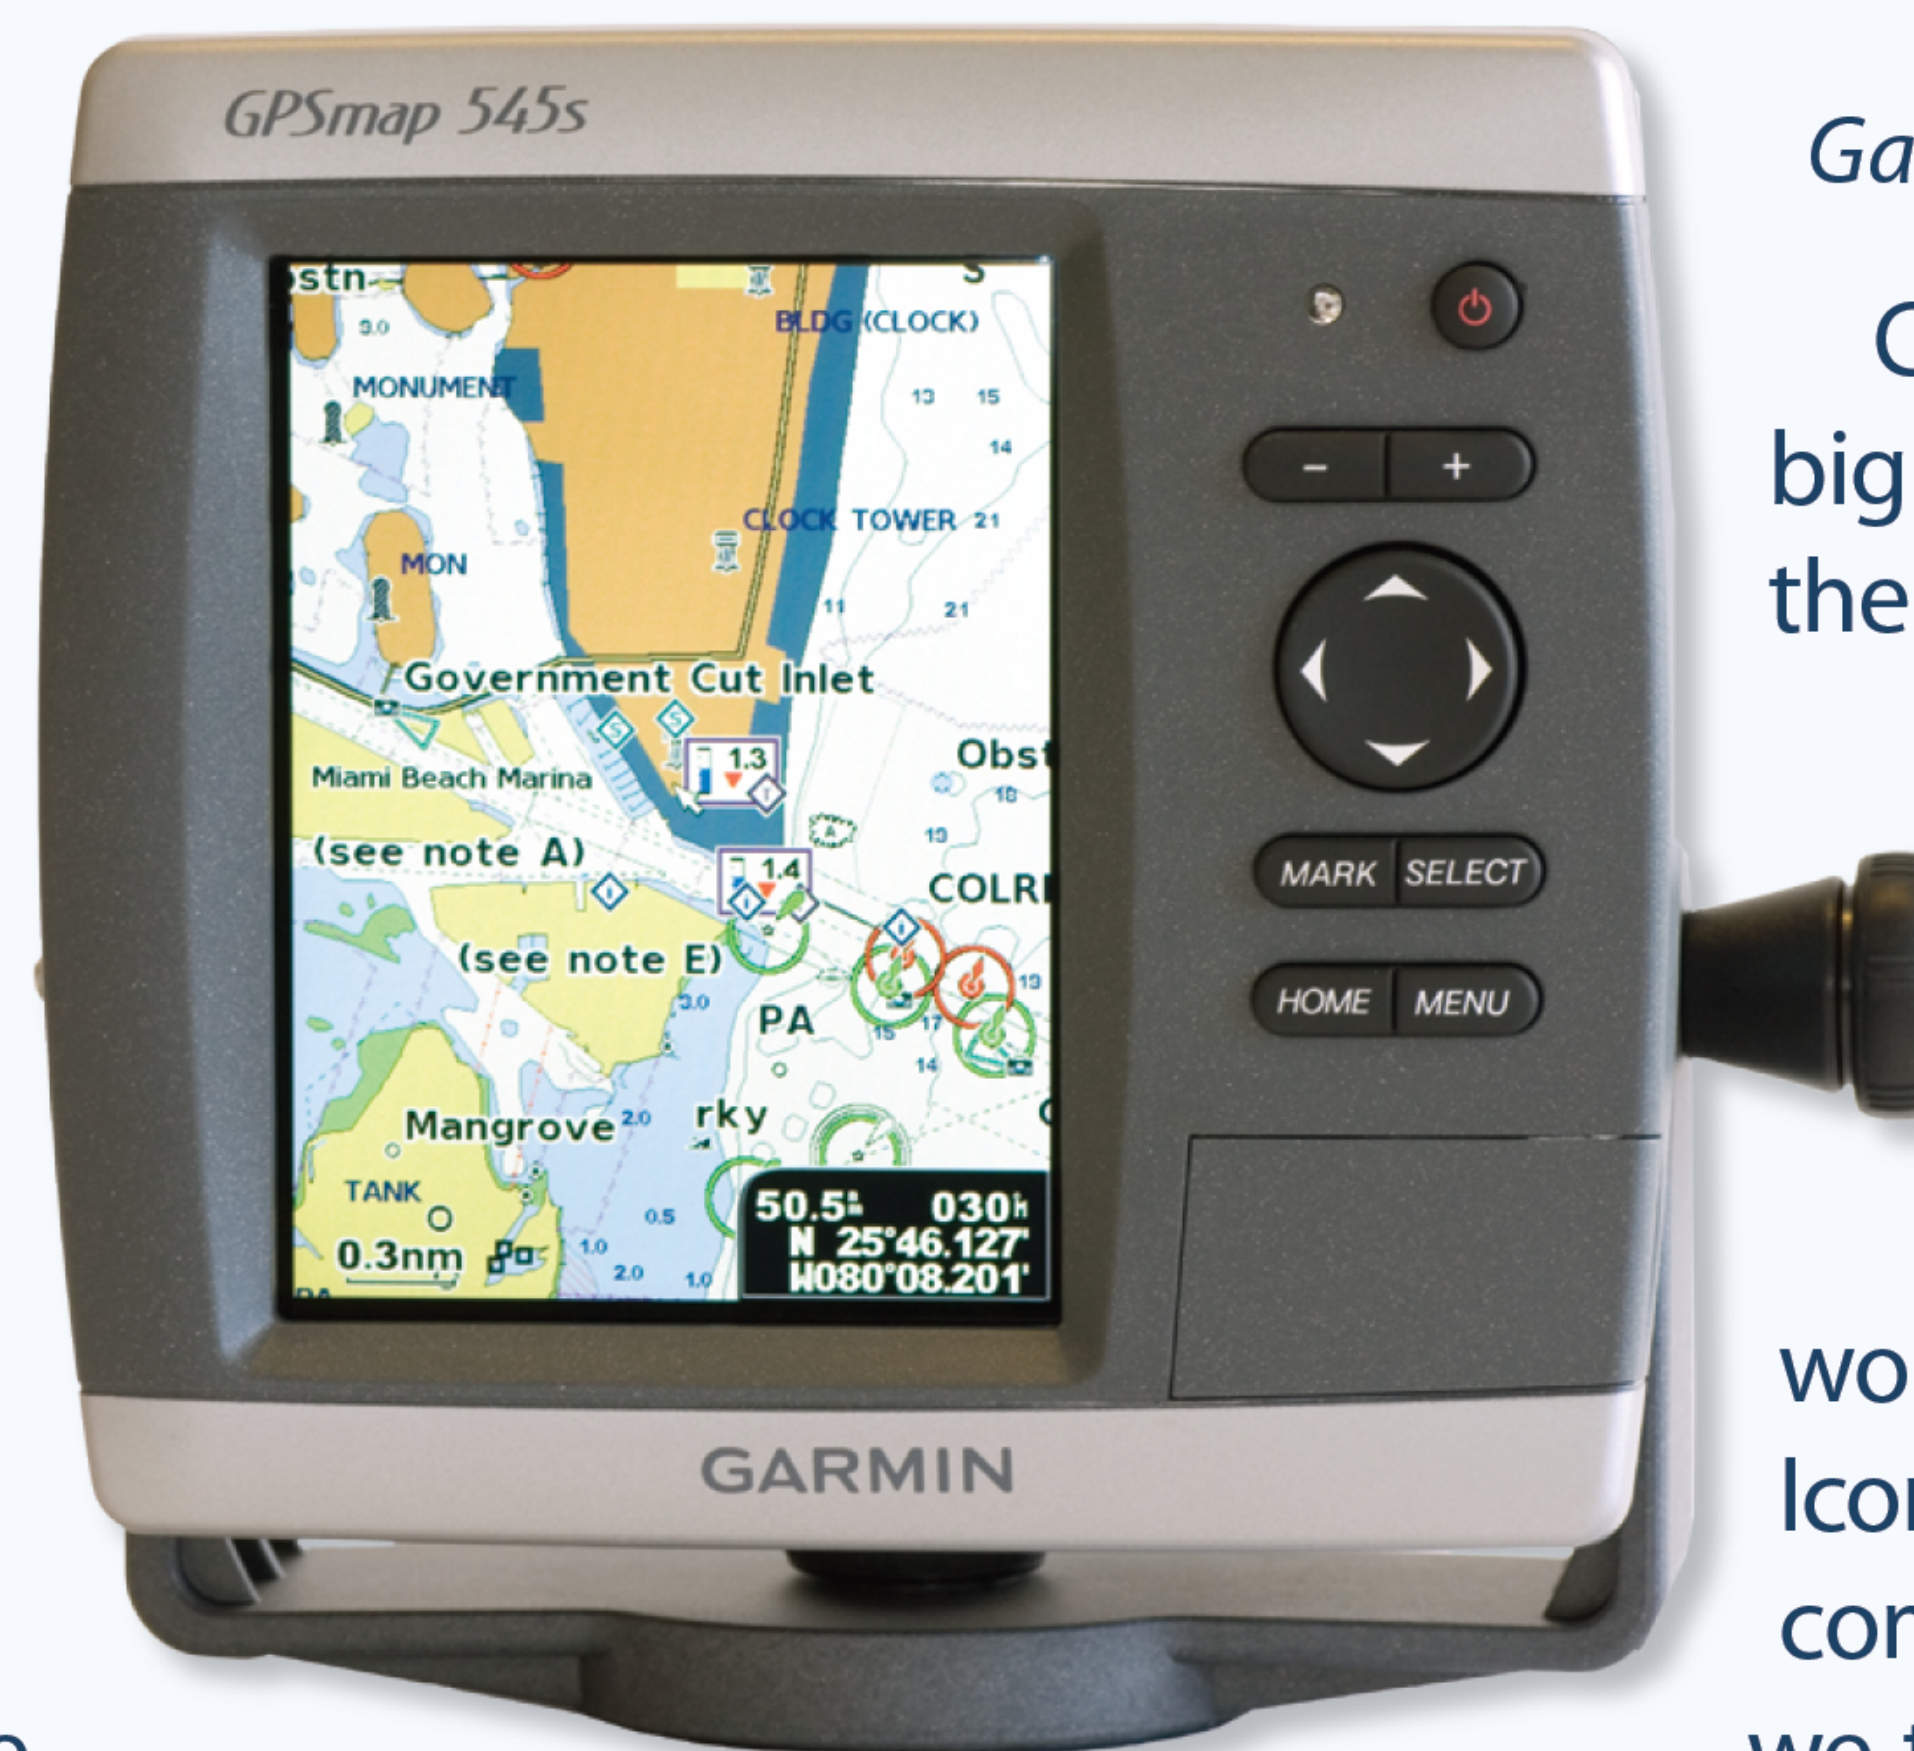 GPSmap 545s
Ga
stn
S
3.0
BLDG (CLOCK)
MONUMENT
13 15
14
CLOCK TOWER 21
MON
11 21
Government Cut Inlet
S S
1.3
Obst
Miami Beach Marina
18
A
19
(see note A)
1.4
COLR
(see note E)
13
3.0
PA
15 17
14
Mangrove 2.0 rky
TANK
0.5
50.5 030
N 25°46.127'
W080°08.201'
0.3nm
1.0
2.0 1.0
- +
MARK SELECT
HOME MENU
GARMIN
big
the
wo
Ico